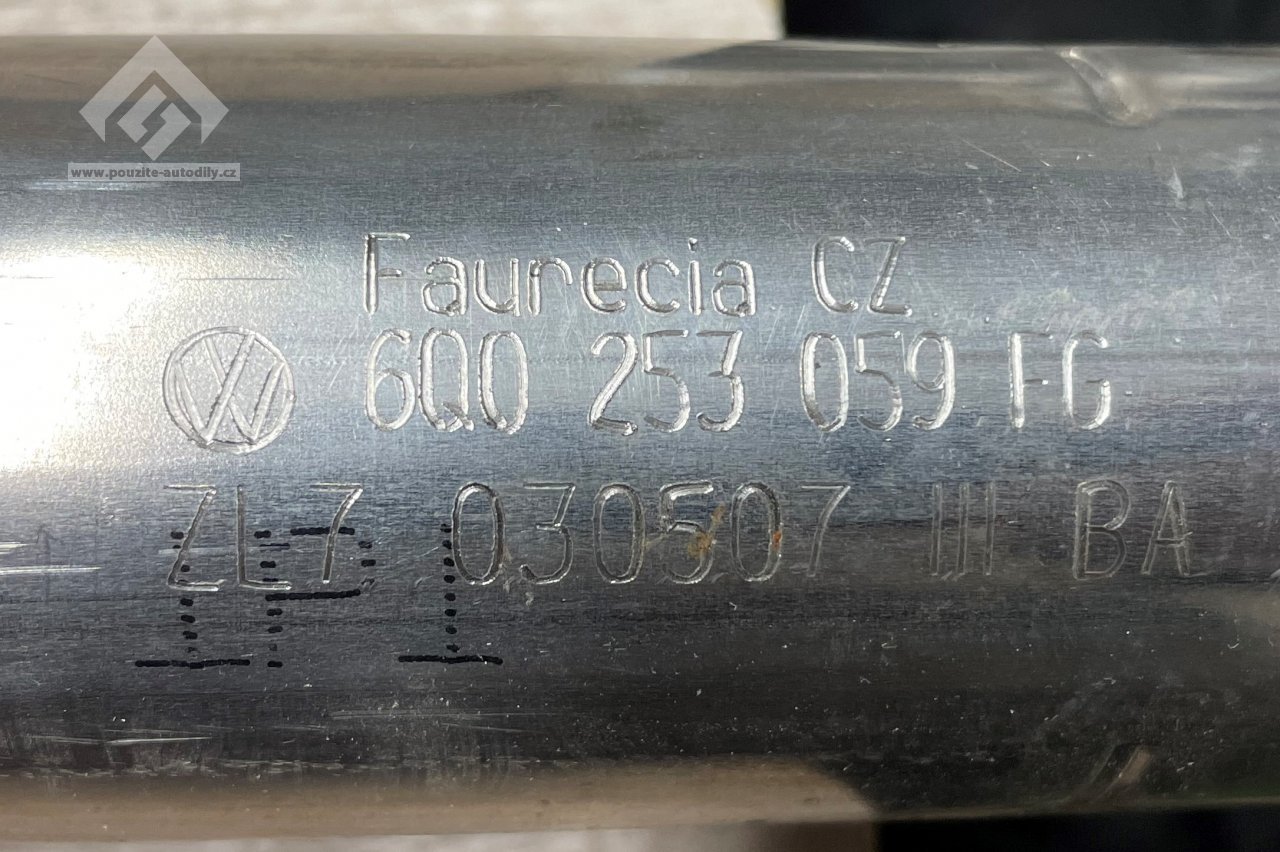 www.pouzite-autodily.cz
Faurecia CZ
6Q0 253 059 FG
ZL7 030507 III BA